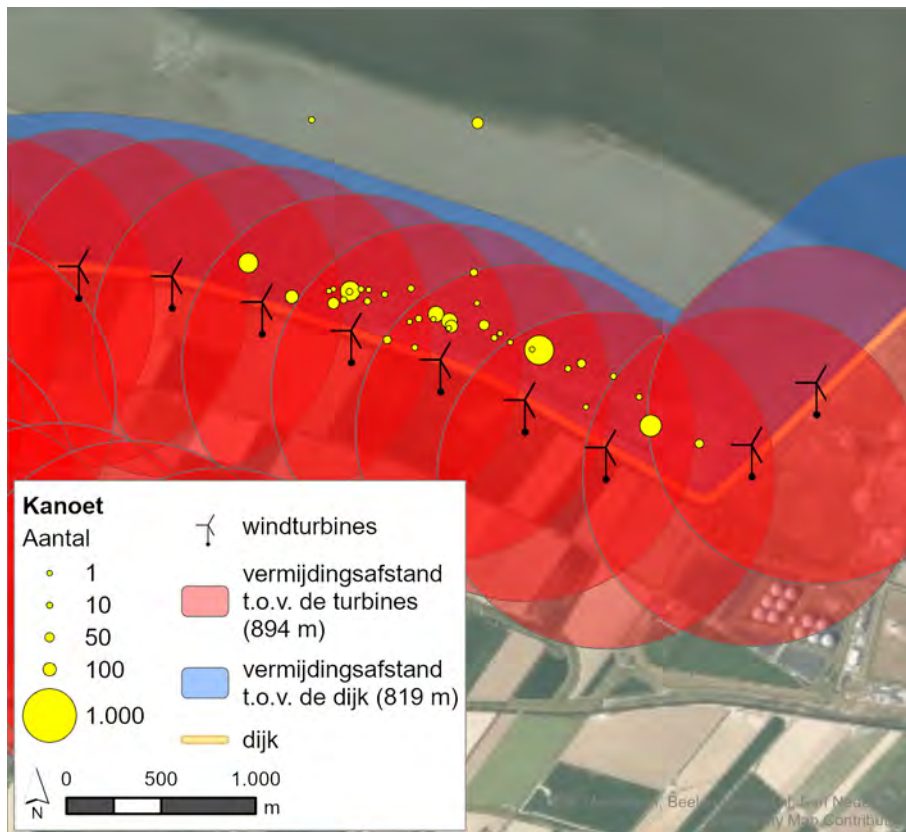 Kanoet
Aantal
1
10
50
100
1.000
windturbines
vermijdingsafstand
t.o.v. de turbines
(894 m)
vermijdingsafstand
t.o.v. de dijk (819 m)
dijk
0 500 1.000
m
N